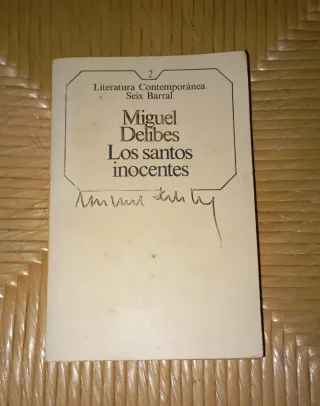 2
Literatura Contemporánea
Seix Barral
Miguel
Delibes
Los santos
inocentes